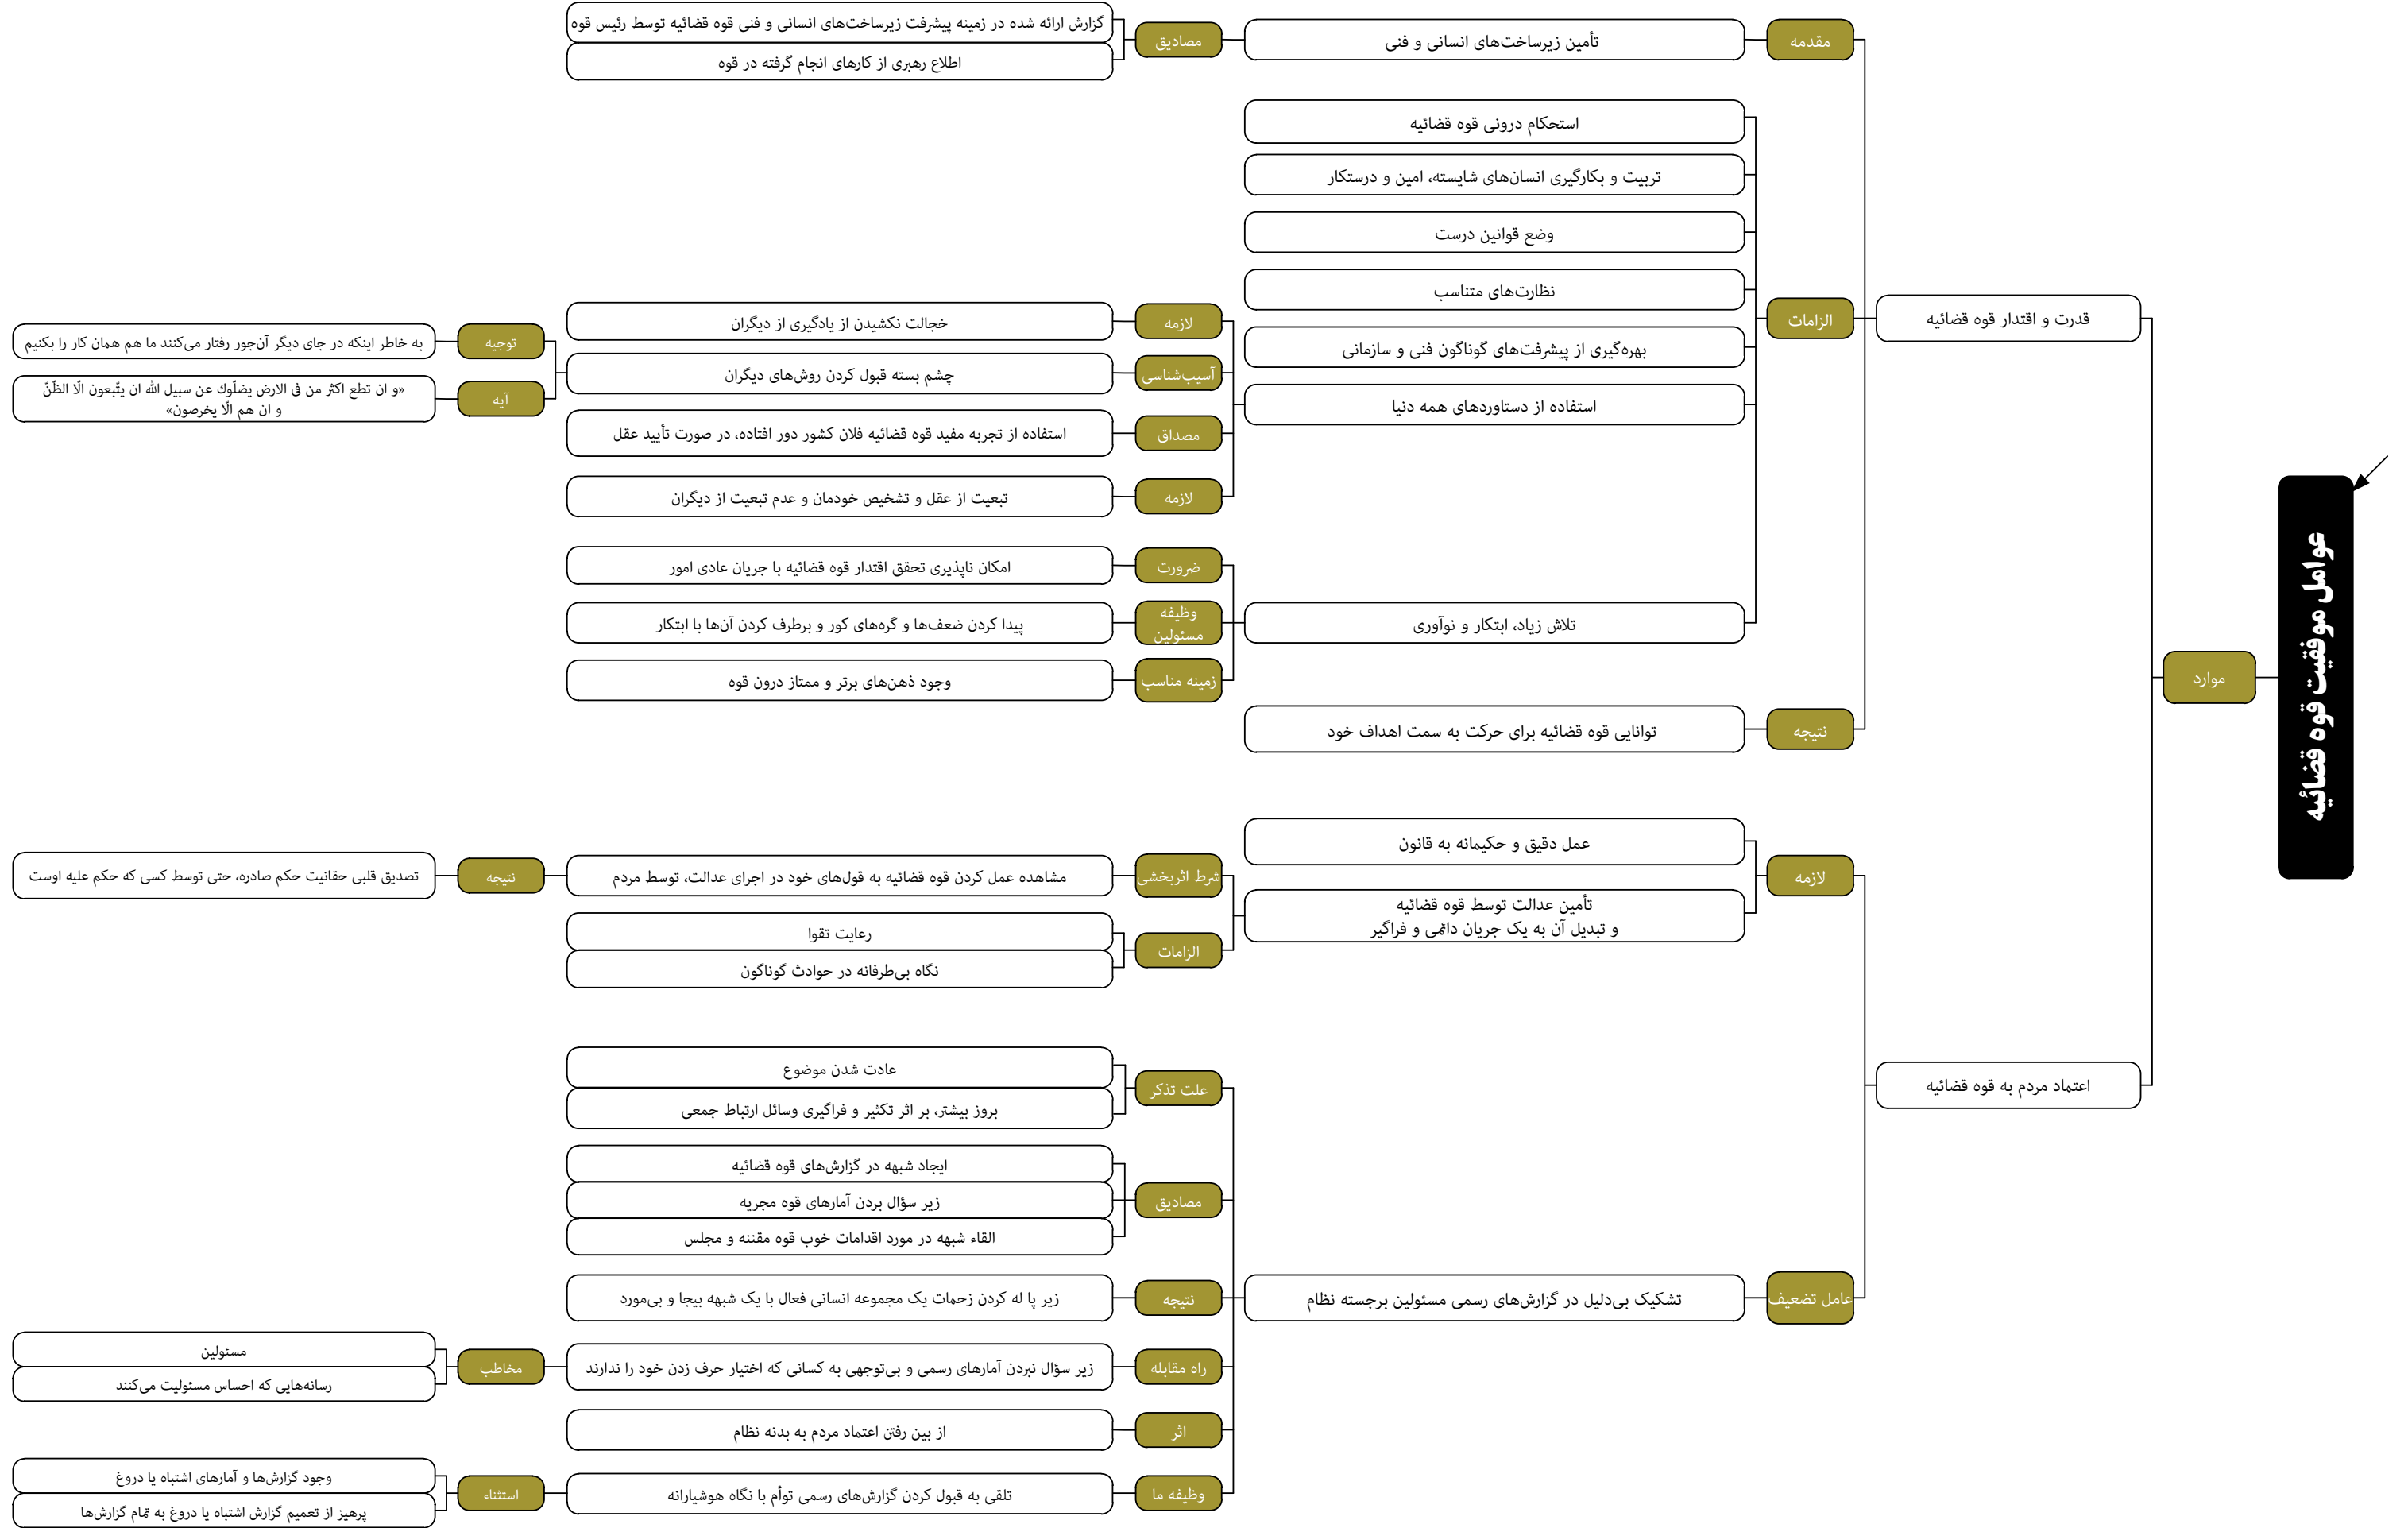 عوامل موفقیت قوه قضائیه
موارد
قدرت و اقتدار قوه قضائیه
مقدمه
تأمین زیرساخت‌های انسانی و فنی
مصادیق
گزارش ارائه شده در زمینه پیشرفت زیرساخت‌های انسانی و فنی قوه قضائیه توسط رئیس قوه
اطلاع رهبری از کارهای انجام گرفته در قوه
الزامات
استحکام درونی قوه قضائیه
تربیت و بکارگیری انسان‌های شایسته، امین و درستکار
وضع قوانین درست
نظارت‌های متناسب
بهره‌گیری از پیشرفت‌های گوناگون فنی و سازمانی
استفاده از دستاوردهای همه دنیا
لازمه
خجالت نکشیدن از یادگیری از دیگران
آسیب‌شناسی
چشم بسته قبول کردن روش‌های دیگران
توجیه
به خاطر اینکه در جای دیگر آن‌جور رفتار می‌کنند ما هم همان کار را بکنیم
آیه
«و ان تطع اکثر من فی الارض یضلّوك عن سبیل الله ان یتّبعون الّا الظّنّ
و ان هم الّا یخرصون»
مصداق
استفاده از تجربه مفید قوه قضائیه فلان کشور دور افتاده، در صورت تأیید عقل
لازمه
تبعیت از عقل و تشخیص خودمان و عدم تبعیت از دیگران
تلاش زیاد، ابتکار و نوآوری
ضرورت
امکان ناپذیری تحقق اقتدار قوه قضائیه با جریان عادی امور
وظیفه
مسئولین
پیدا کردن ضعف‌ها و گره‌های کور و برطرف کردن آن‌ها با ابتکار
زمینه مناسب
وجود ذهن‌های برتر و ممتاز درون قوه
نتیجه
توانایی قوه قضائیه برای حرکت به سمت اهداف خود
اعتماد مردم به قوه قضائیه
لازمه
عمل دقیق و حکیمانه به قانون
تأمین عدالت توسط قوه قضائیه
و تبدیل آن به یک جریان دائمی و فراگیر
شرط اثربخشی
مشاهده عمل کردن قوه قضائیه به قول‌های خود در اجرای عدالت، توسط مردم
نتیجه
تصدیق قلبی حقانیت حکم صادره، حتی توسط کسی که حکم علیه اوست
الزامات
رعایت تقوا
نگاه بی‌طرفانه در حوادث گوناگون
عامل تضعیف
تشکیک بی‌دلیل در گزارش‌های رسمی مسئولین برجسته نظام
علت تذکر
عادت شدن موضوع
بروز بیشتر، بر اثر تکثیر و فراگیری وسائل ارتباط جمعی
مصادیق
ایجاد شبهه در گزارش‌های قوه قضائیه
زیر سؤال بردن آمارهای قوه مجریه
القاء شبهه در مورد اقدامات خوب قوه مقننه و مجلس
نتیجه
زیر پا له کردن زحمات یک مجموعه انسانی فعال با یک شبهه بیجا و بی‌مورد
راه مقابله
زیر سؤال نبردن آمارهای رسمی و بی‌توجهی به کسانی که اختیار حرف زدن خود را ندارند
مخاطب
مسئولین
رسانه‌هایی که احساس مسئولیت می‌کنند
اثر
از بین رفتن اعتماد مردم به بدنه نظام
وظیفه ما
تلقی به قبول کردن گزارش‌های رسمی توأم با نگاه هوشیارانه
استثناء
وجود گزارش‌ها و آمارهای اشتباه یا دروغ
پرهیز از تعمیم گزارش اشتباه یا دروغ به تمام گزارش‌ها